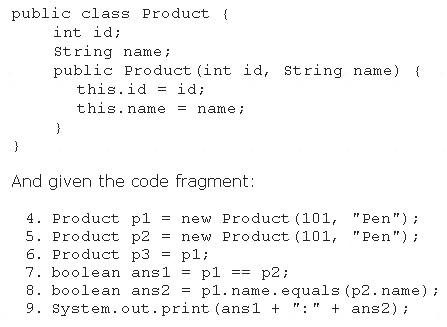 public class Product {
int id;
String name;
public Product(int id, String name) {
this.id = id;
this.name = name;
}
}
And given the code fragment:
4. Product p1 = new Product(101, "Pen");
5. Product p2 = new Product(101, "Pen");
6. Product p3 = p1;
7. boolean ans1 = p1 == p2;
8. boolean ans2 = p1.name.equals(p2.name);
9. System.out.print(ans1 + ":" + ans2);